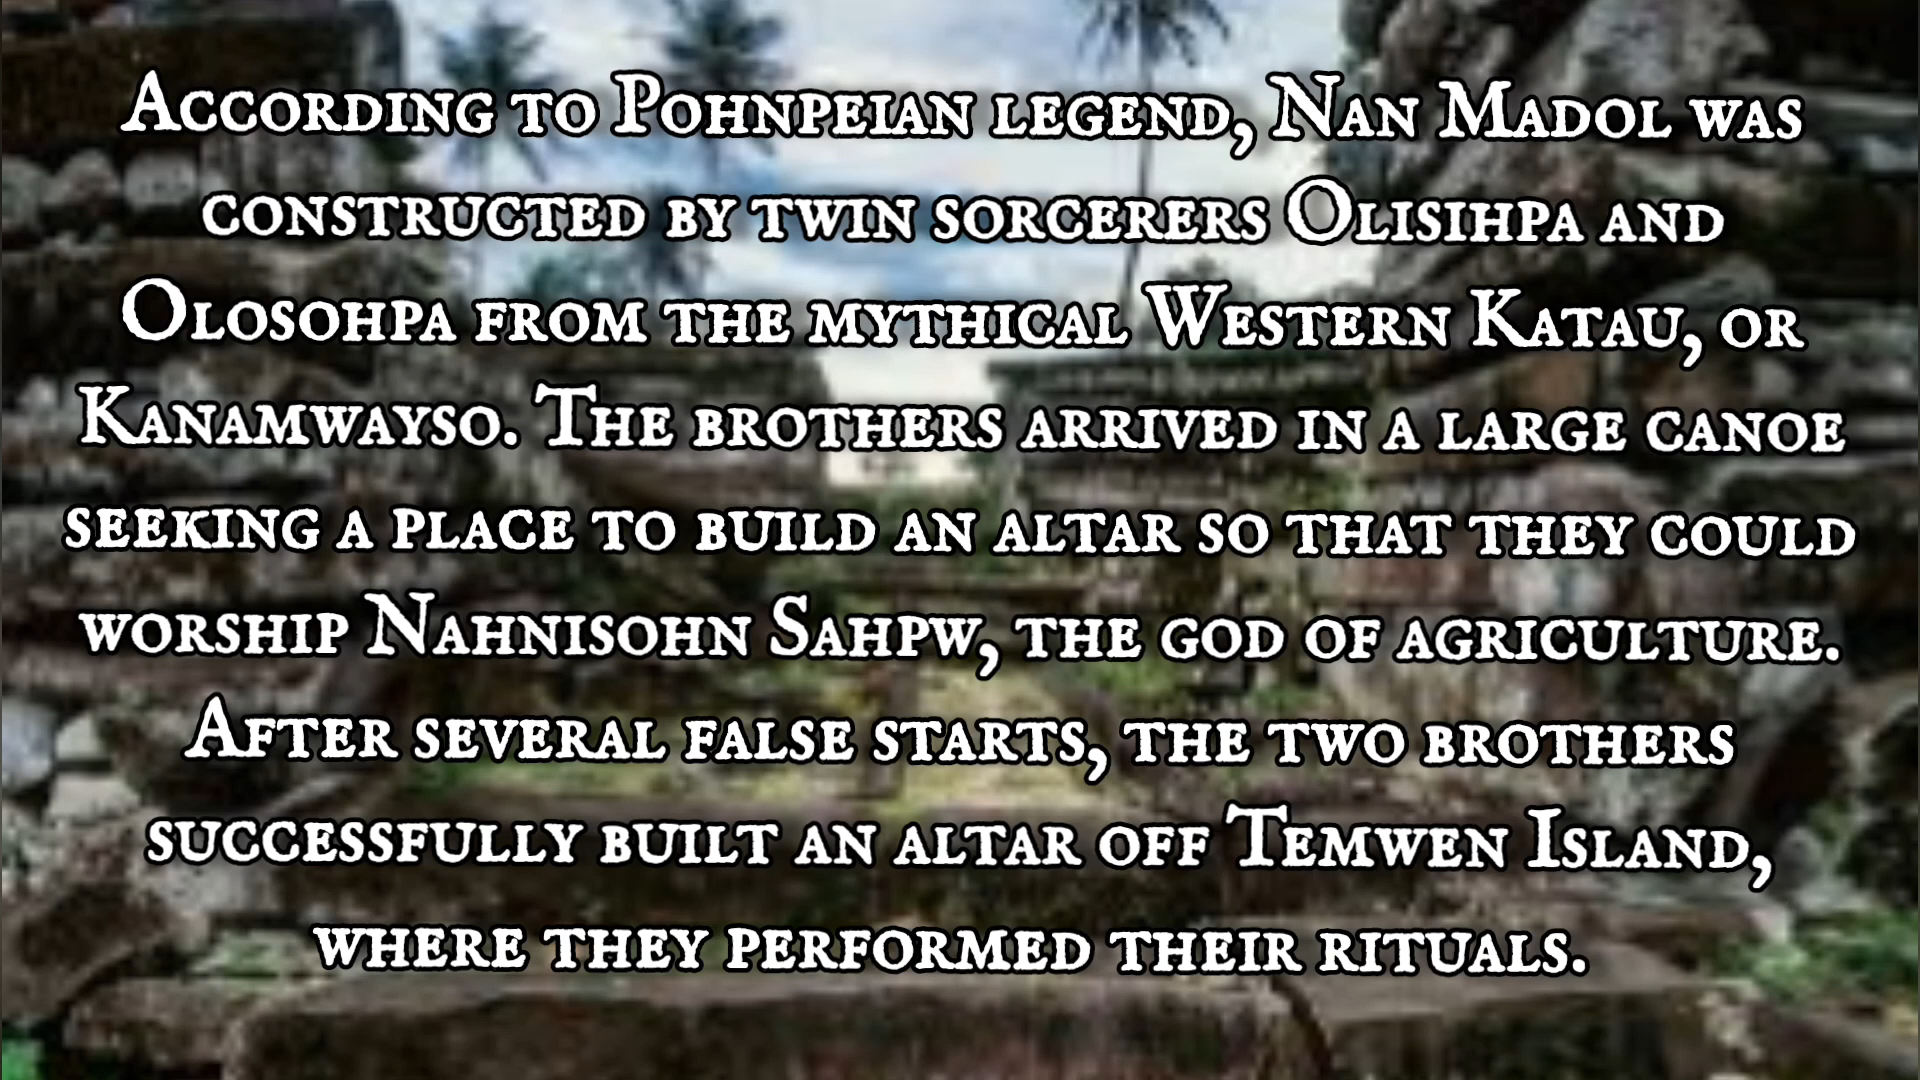 According to Pohnpeian legend, Nan Madol was
constructed by twin sorcerers Olisihpa and
Olosohpa from the mythical Western Katau, or
Kanamwayso. The brothers arrived in a large canoe
seeking a place to build an altar so that they could
worship Nahnisohn Sahpw, the god of agriculture.
After several false starts, the two brothers
successfully built an altar off Temwen Island,
where they performed their rituals.